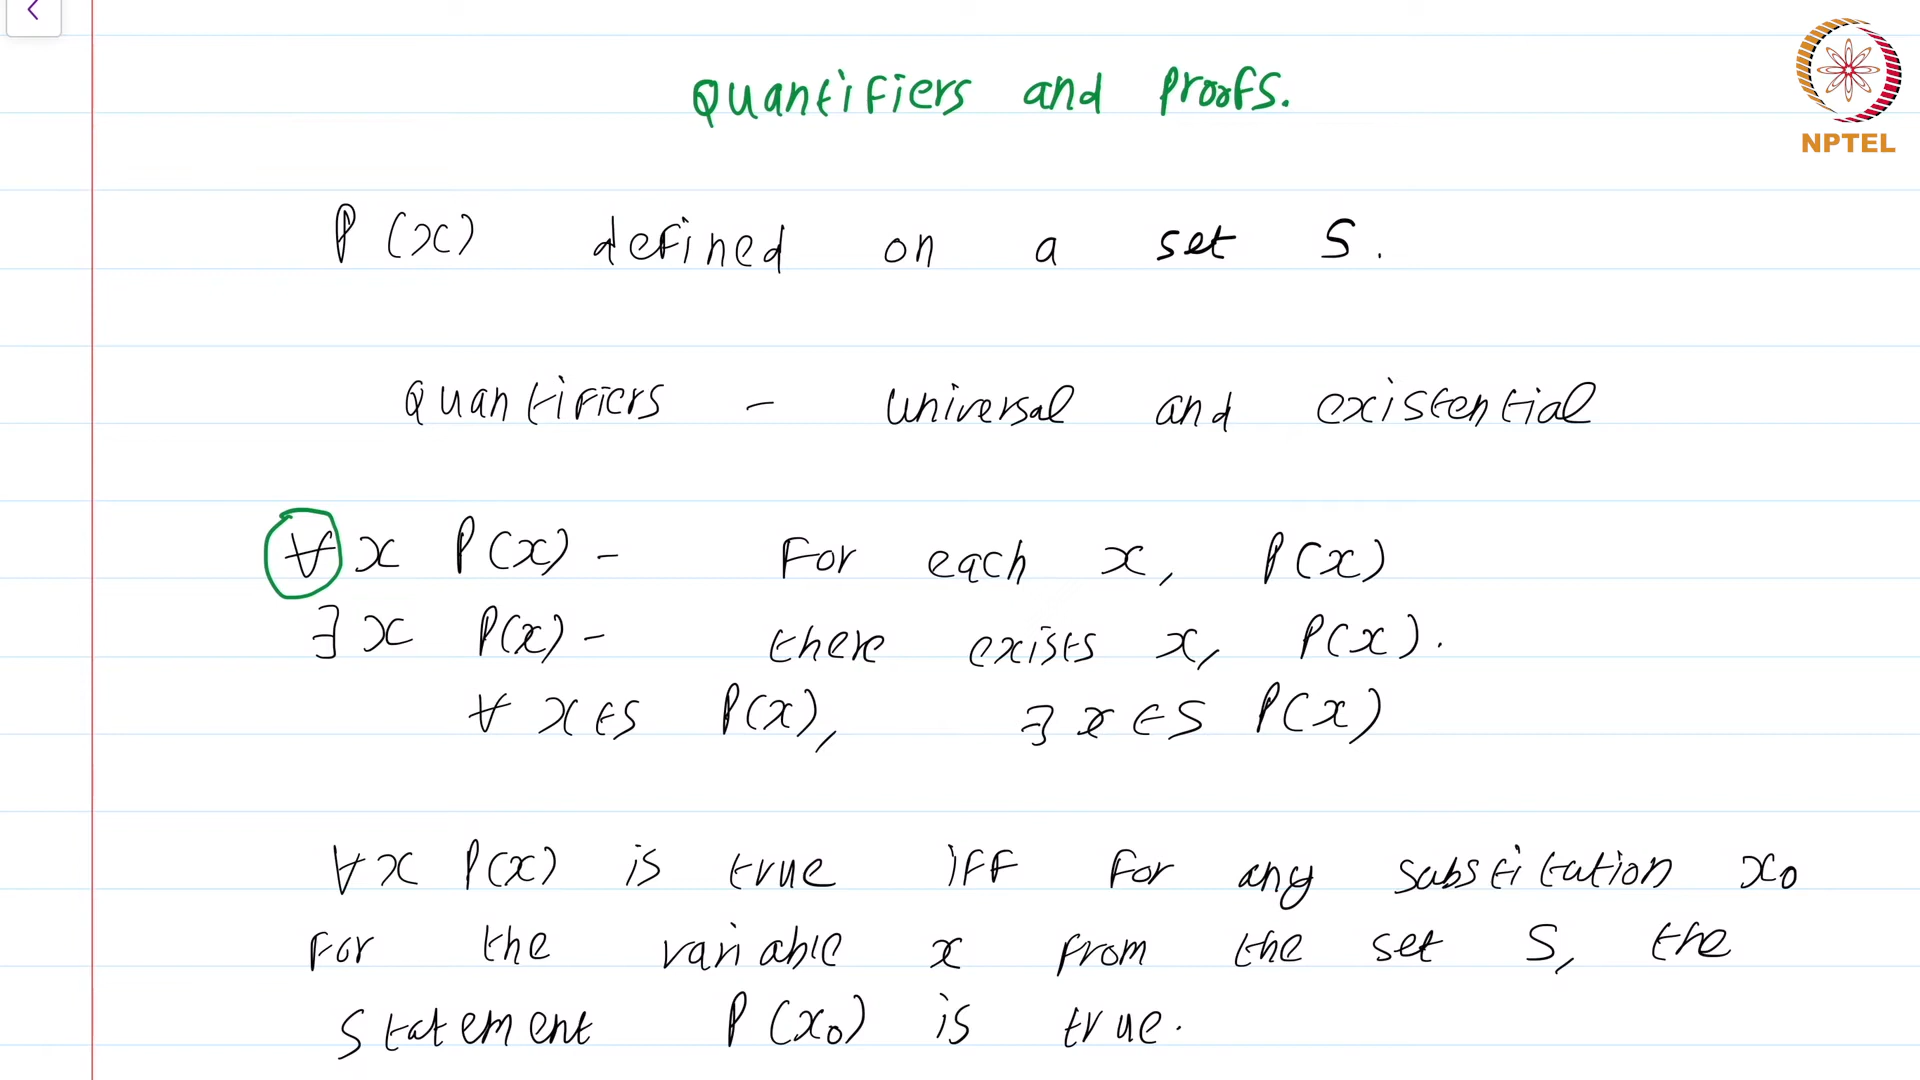 Quantifiers and Proofs.
NPTEL
P(x) defined on a set S.
Quantifiers - universal and existential
∀ x P(x) - For each x, P(x)
∃ x P(x) - there exists x, P(x).
∀ x ∈ S P(x), ∃ x ∈ S P(x)
∀x P(x) is true iff for any substitution x₀
for the variable x from the set S, the
statement P(x₀) is true.